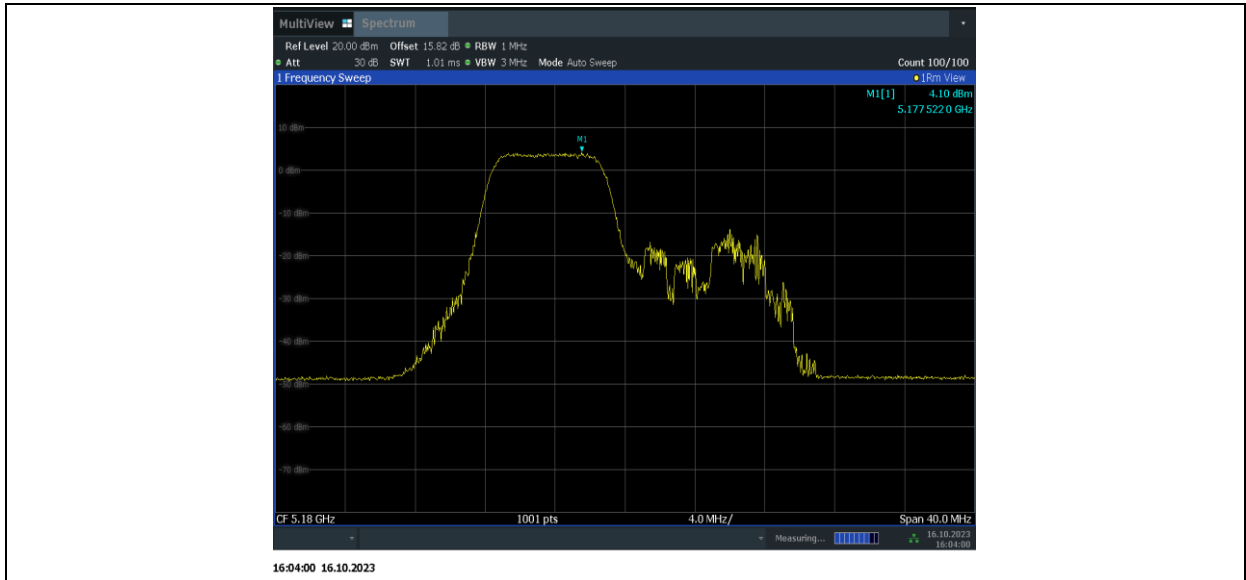 MultiView Spectrum
Ref Level 20.00 dBm Offset 15.82 dB RBW 1 MHz
Att 30 dB SWT 1.01 ms VBW 3 MHz Mode Auto Sweep Count 100/100
1 Frequency Sweep 1Rm View
M1[1] 4.10 dBm
5.177 522 0 GHz
10 dBm
M1
0 dBm
-10 dBm
-20 dBm
-30 dBm
-40 dBm
-50 dBm
-60 dBm
-70 dBm
CF 5.18 GHz 1001 pts 4.0 MHz/ Span 40.0 MHz
Measuring... 16.10.2023
16:04:00
16:04:00 16.10.2023